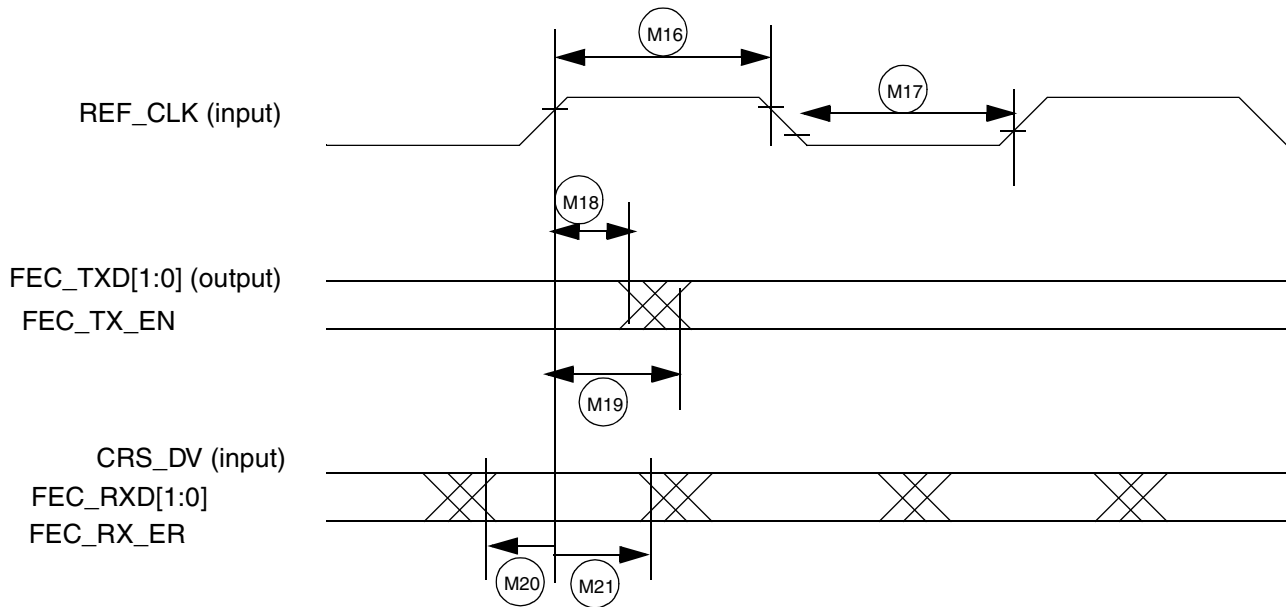 M16
REF_CLK (input)
M17
M18
FEC_TXD[1:0] (output)
FEC_TX_EN
M19
CRS_DV (input)
FEC_RXD[1:0]
FEC_RX_ER
M20
M21